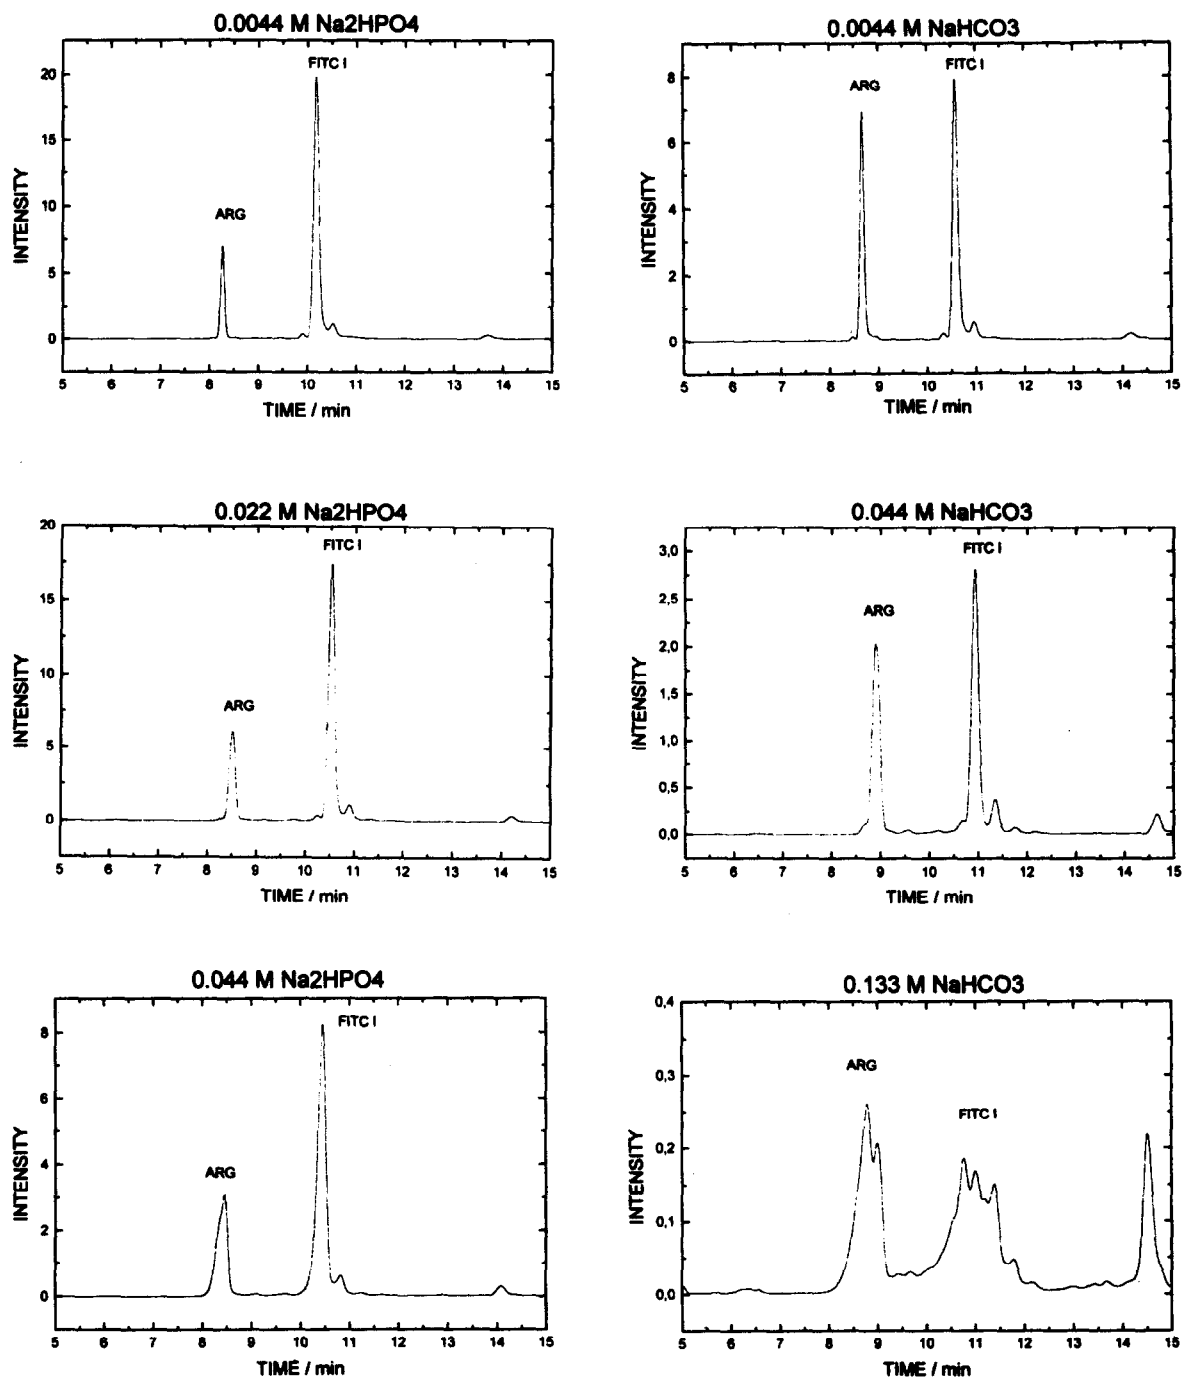 0.0044 M Na2HPO4
FITC I
ARG
INTENSITY
20
15
10
5
0
5 6 7 8 9 10 11 12 13 14 15
TIME / min
0.0044 M NaHCO3
FITC I
ARG
INTENSITY
8
6
4
2
0
5 6 7 8 9 10 11 12 13 14 15
TIME / min
0.022 M Na2HPO4
FITC I
ARG
INTENSITY
20
15
10
5
0
5 6 7 8 9 10 11 12 13 14 15
TIME / min
0.044 M NaHCO3
FITC I
ARG
INTENSITY
3,0
2,5
2,0
1,5
1,0
0,5
0,0
5 6 7 8 9 10 11 12 13 14 15
TIME / min
0.044 M Na2HPO4
FITC I
ARG
INTENSITY
8
6
4
2
0
5 6 7 8 9 10 11 12 13 14 15
TIME / min
0.133 M NaHCO3
ARG
FITC I
INTENSITY
0,4
0,3
0,2
0,1
0,0
5 6 7 8 9 10 11 12 13 14 15
TIME / min